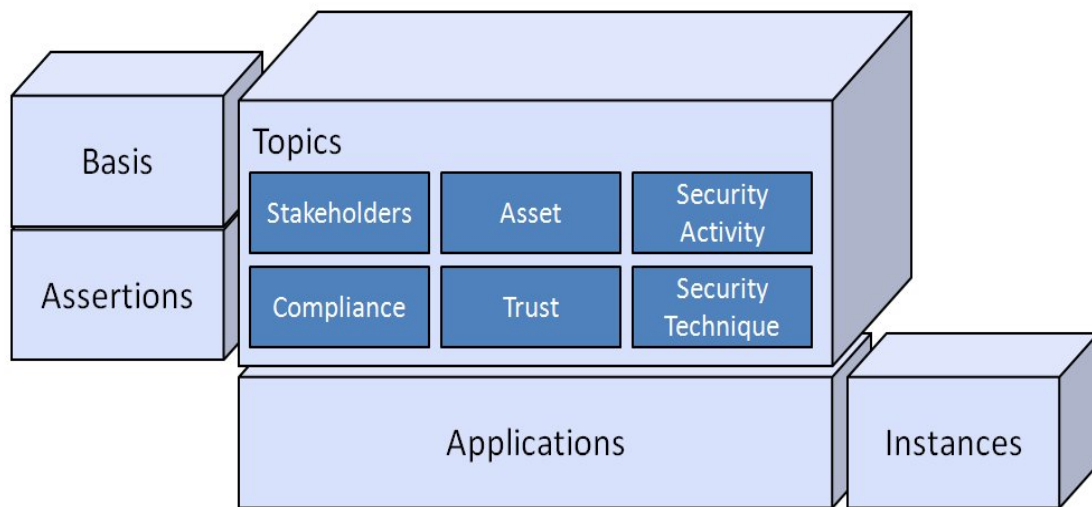 Basis
Assertions
Topics
Stakeholders
Asset
Security
Activity
Compliance
Trust
Security
Technique
Applications
Instances